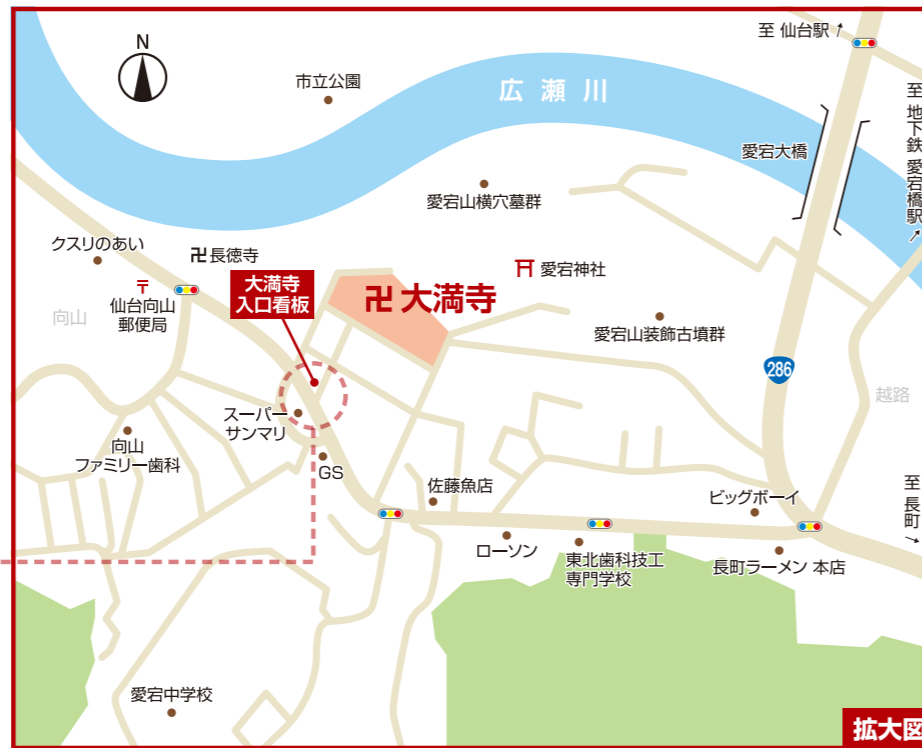 至 仙台駅↑
N
市立公園
広瀬川
至 地下鉄 愛宕橋駅↗
愛宕大橋
愛宕山横穴墓群
クスリのあい
卍長徳寺
大満寺
入口看板
卍 大満寺
愛宕神社
〒
仙台向山
郵便局
向山
愛宕山装飾古墳群
286
越路
スーパー
サンマリ
向山
ファミリー歯科
GS
佐藤魚店
ビッグボーイ
至 長町↓
ローソン
東北歯科技工
専門学校
長町ラーメン 本店
愛宕中学校
拡大図